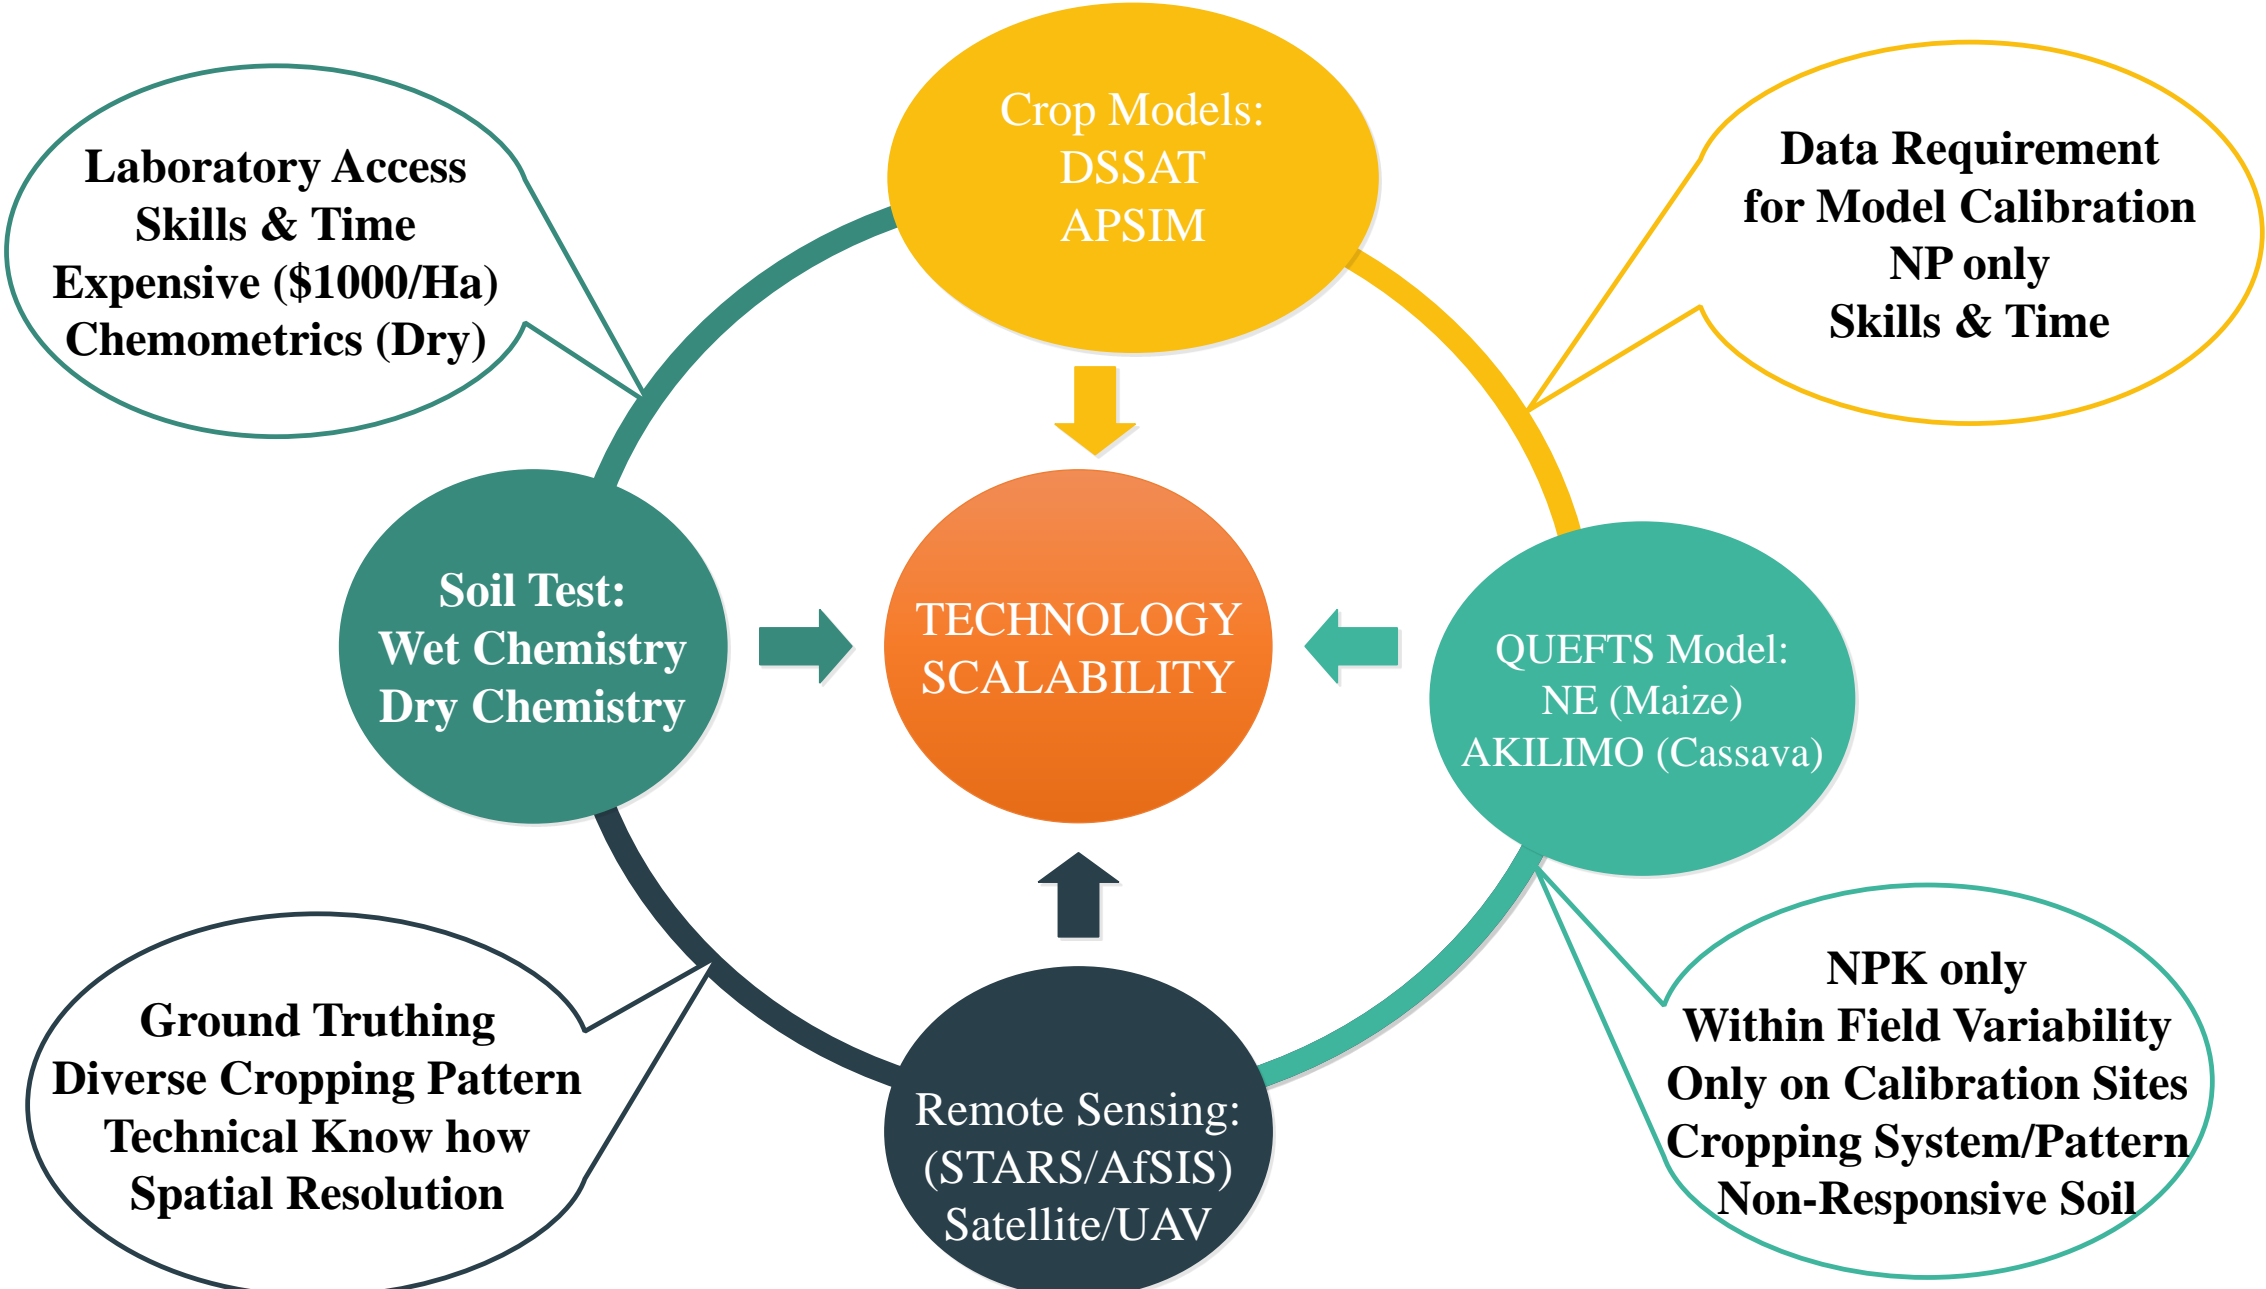 Crop Models:
DSSAT
APSIM
Laboratory Access
Skills & Time
Expensive ($1000/Ha)
Chemometrics (Dry)
Data Requirement
for Model Calibration
NP only
Skills & Time
Soil Test:
Wet Chemistry
Dry Chemistry
TECHNOLOGY
SCALABILITY
QUEFTS Model:
NE (Maize)
AKILIMO (Cassava)
Ground Truthing
Diverse Cropping Pattern
Technical Know how
Spatial Resolution
Remote Sensing:
(STARS/AfSIS)
Satellite/UAV
NPK only
Within Field Variability
Only on Calibration Sites
Cropping System/Pattern
Non-Responsive Soil